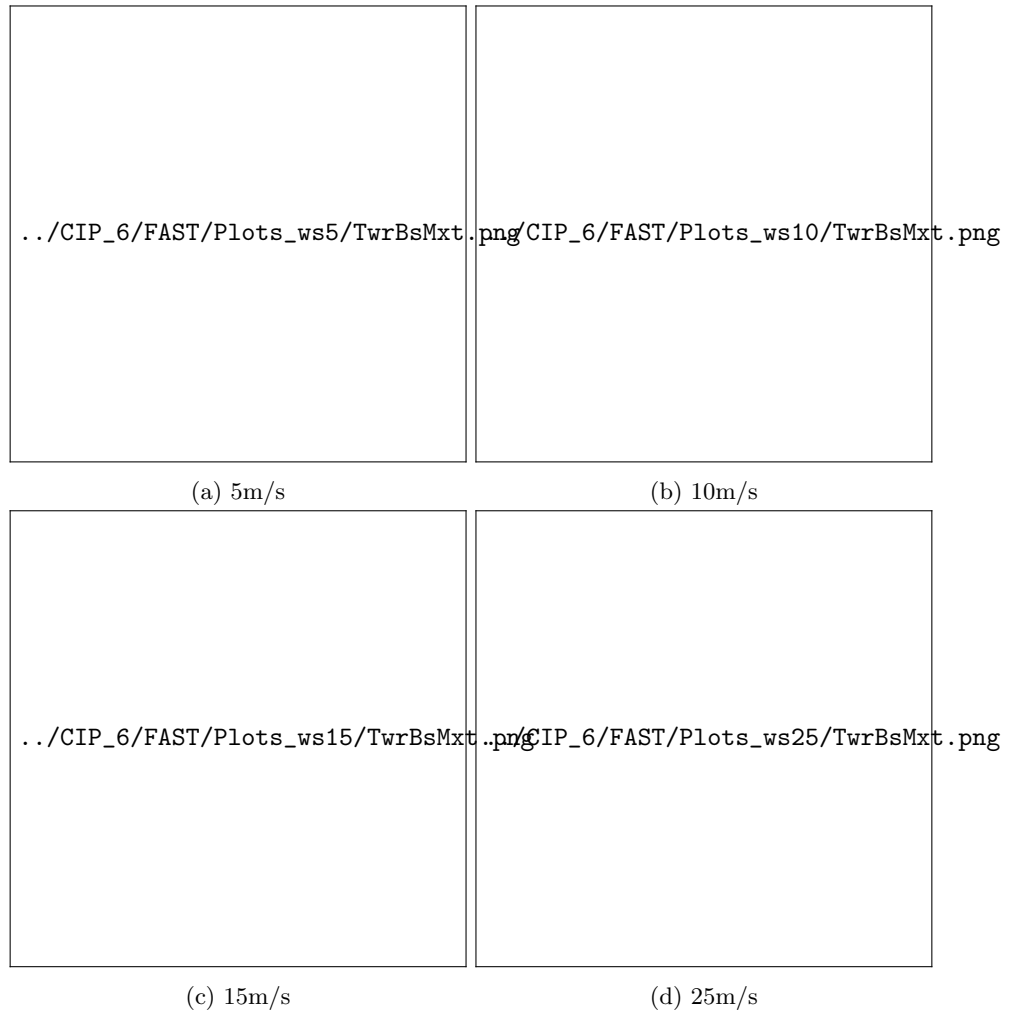 ../CIP_6/FAST/Plots_ws5/TwrBsMxt.png
../CIP_6/FAST/Plots_ws10/TwrBsMxt.png
(a) 5m/s
(b) 10m/s
../CIP_6/FAST/Plots_ws15/TwrBsMxt.png
../CIP_6/FAST/Plots_ws25/TwrBsMxt.png
(c) 15m/s
(d) 25m/s